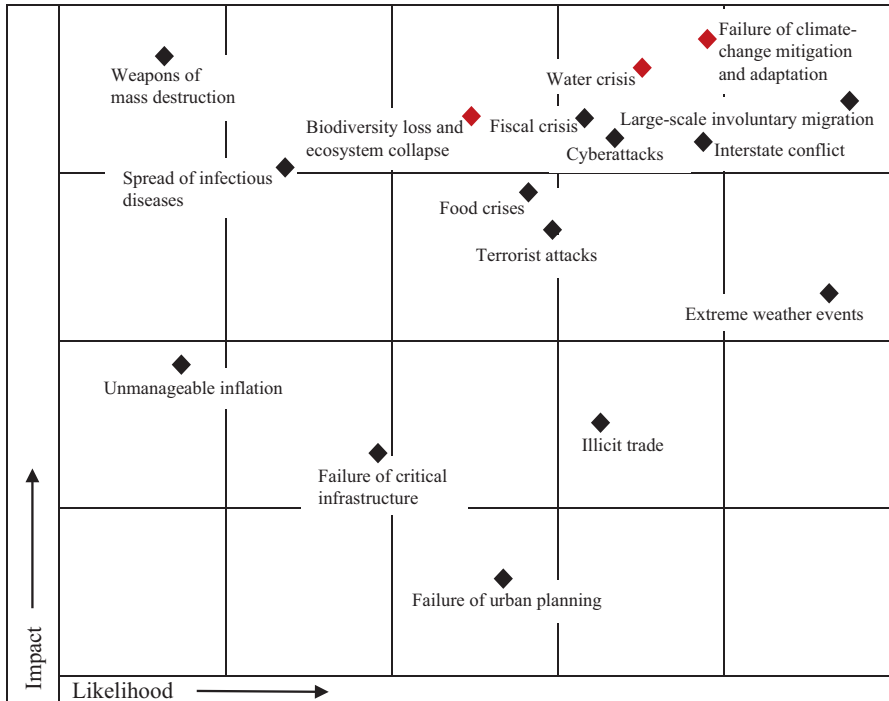 Failure of climate-
change mitigation
and adaptation
Weapons of
mass destruction
Water crisis
Large-scale involuntary migration
Biodiversity loss and
ecosystem collapse
Fiscal crisis
Cyberattacks
Interstate conflict
Spread of infectious
diseases
Food crises
Terrorist attacks
Extreme weather events
Unmanageable inflation
Illicit trade
Failure of critical
infrastructure
Failure of urban planning
Impact
Likelihood